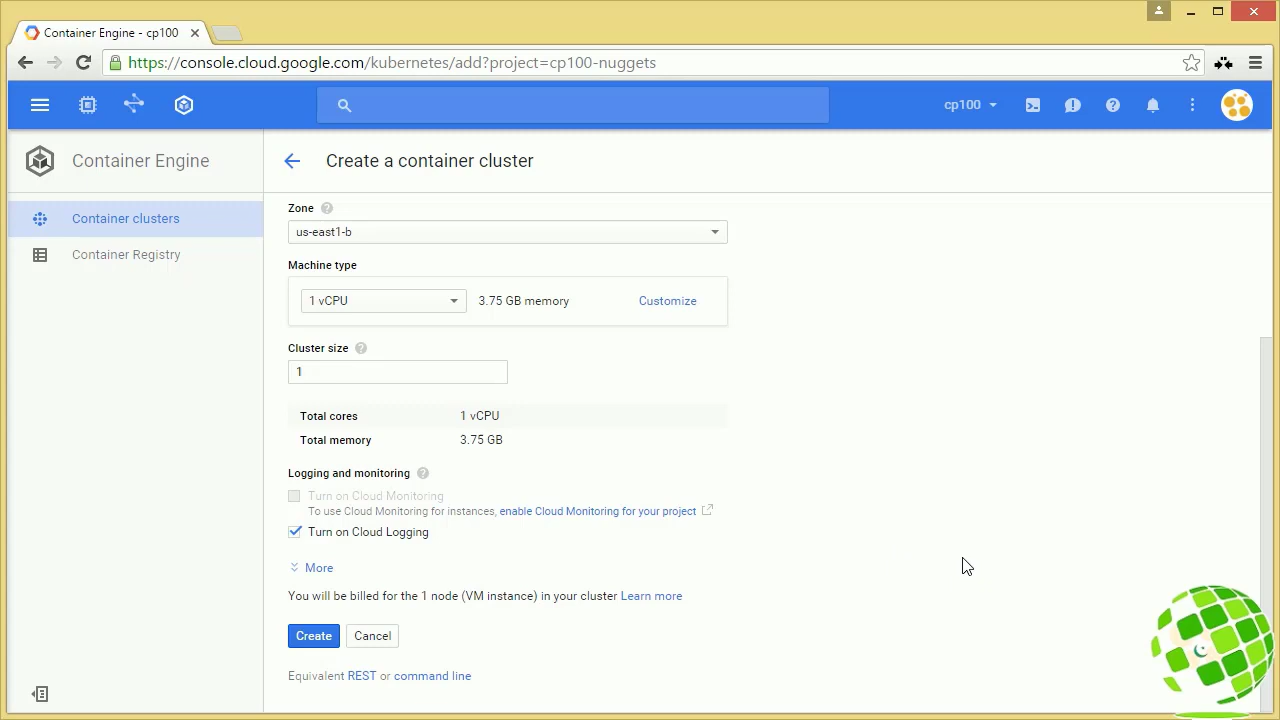 Container Engine - cp100
https://console.cloud.google.com/kubernetes/add?project=cp100-nuggets
cp100
Container Engine
Create a container cluster
Container clusters
Container Registry
Zone
us-east1-b
Machine type
1 vCPU
3.75 GB memory
Customize
Cluster size
1
Total cores 1 vCPU
Total memory 3.75 GB
Logging and monitoring
Turn on Cloud Monitoring
To use Cloud Monitoring for instances, enable Cloud Monitoring for your project
Turn on Cloud Logging
More
You will be billed for the 1 node (VM instance) in your cluster Learn more
Create Cancel
Equivalent REST or command line